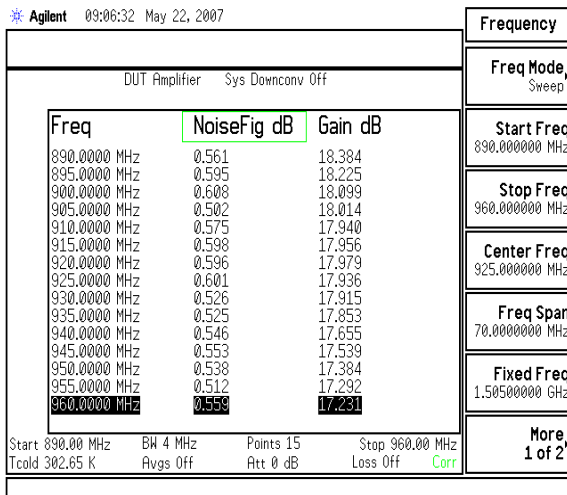 Agilent 09:06:32 May 22, 2007
Frequency
Freq Mode
Sweep
DUT Amplifier Sys Downconv Off
Freq NoiseFig dB Gain dB
890.0000 MHz 0.561 18.384
895.0000 MHz 0.595 18.225
900.0000 MHz 0.608 18.099
905.0000 MHz 0.502 18.014
910.0000 MHz 0.575 17.940
915.0000 MHz 0.598 17.956
920.0000 MHz 0.596 17.979
925.0000 MHz 0.601 17.936
930.0000 MHz 0.526 17.915
935.0000 MHz 0.525 17.853
940.0000 MHz 0.546 17.655
945.0000 MHz 0.553 17.539
950.0000 MHz 0.538 17.384
955.0000 MHz 0.512 17.292
960.0000 MHz 0.559 17.231
Start Freq
890.000000 MHz
Stop Freq
960.000000 MHz
Center Freq
925.000000 MHz
Freq Span
70.0000000 MHz
Fixed Freq
1.50500000 GHz
More
1 of 2
Start 890.00 MHz BW 4 MHz Points 15 Stop 960.00 MHz
Tcold 302.65 K Avgs Off Att 0 dB Loss Off Corr